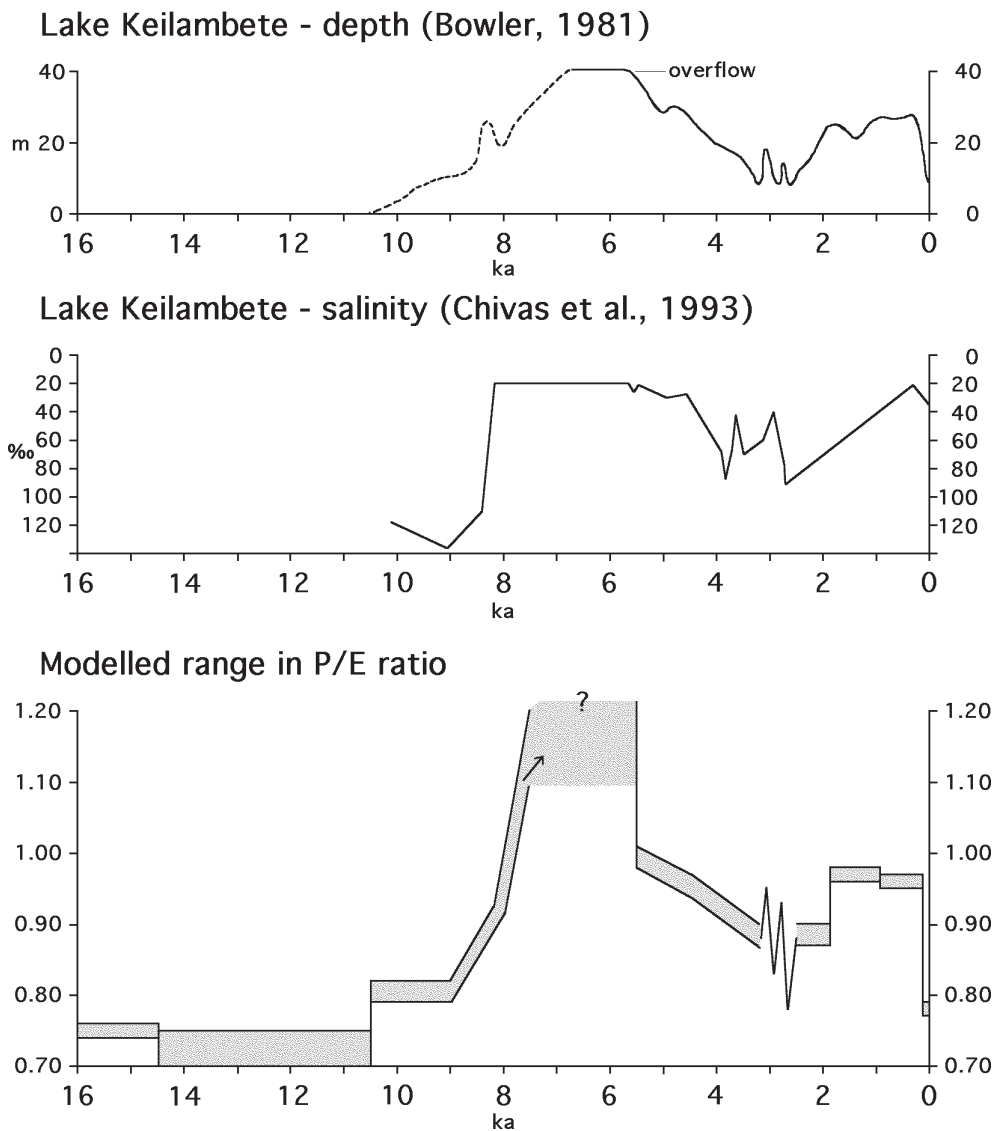 Lake Keilambete - depth (Bowler, 1981)
40 overflow 40
m 20 20
0 0
16 14 12 10 8 6 4 2 0
ka
Lake Keilambete - salinity (Chivas et al., 1993)
0 0
20 20
40 40
60 60
‰
80 80
100 100
120 120
16 14 12 10 8 6 4 2 0
ka
Modelled range in P/E ratio
?
1.20 1.20
1.10 1.10
1.00 1.00
0.90 0.90
0.80 0.80
0.70 0.70
16 14 12 10 8 6 4 2 0
ka